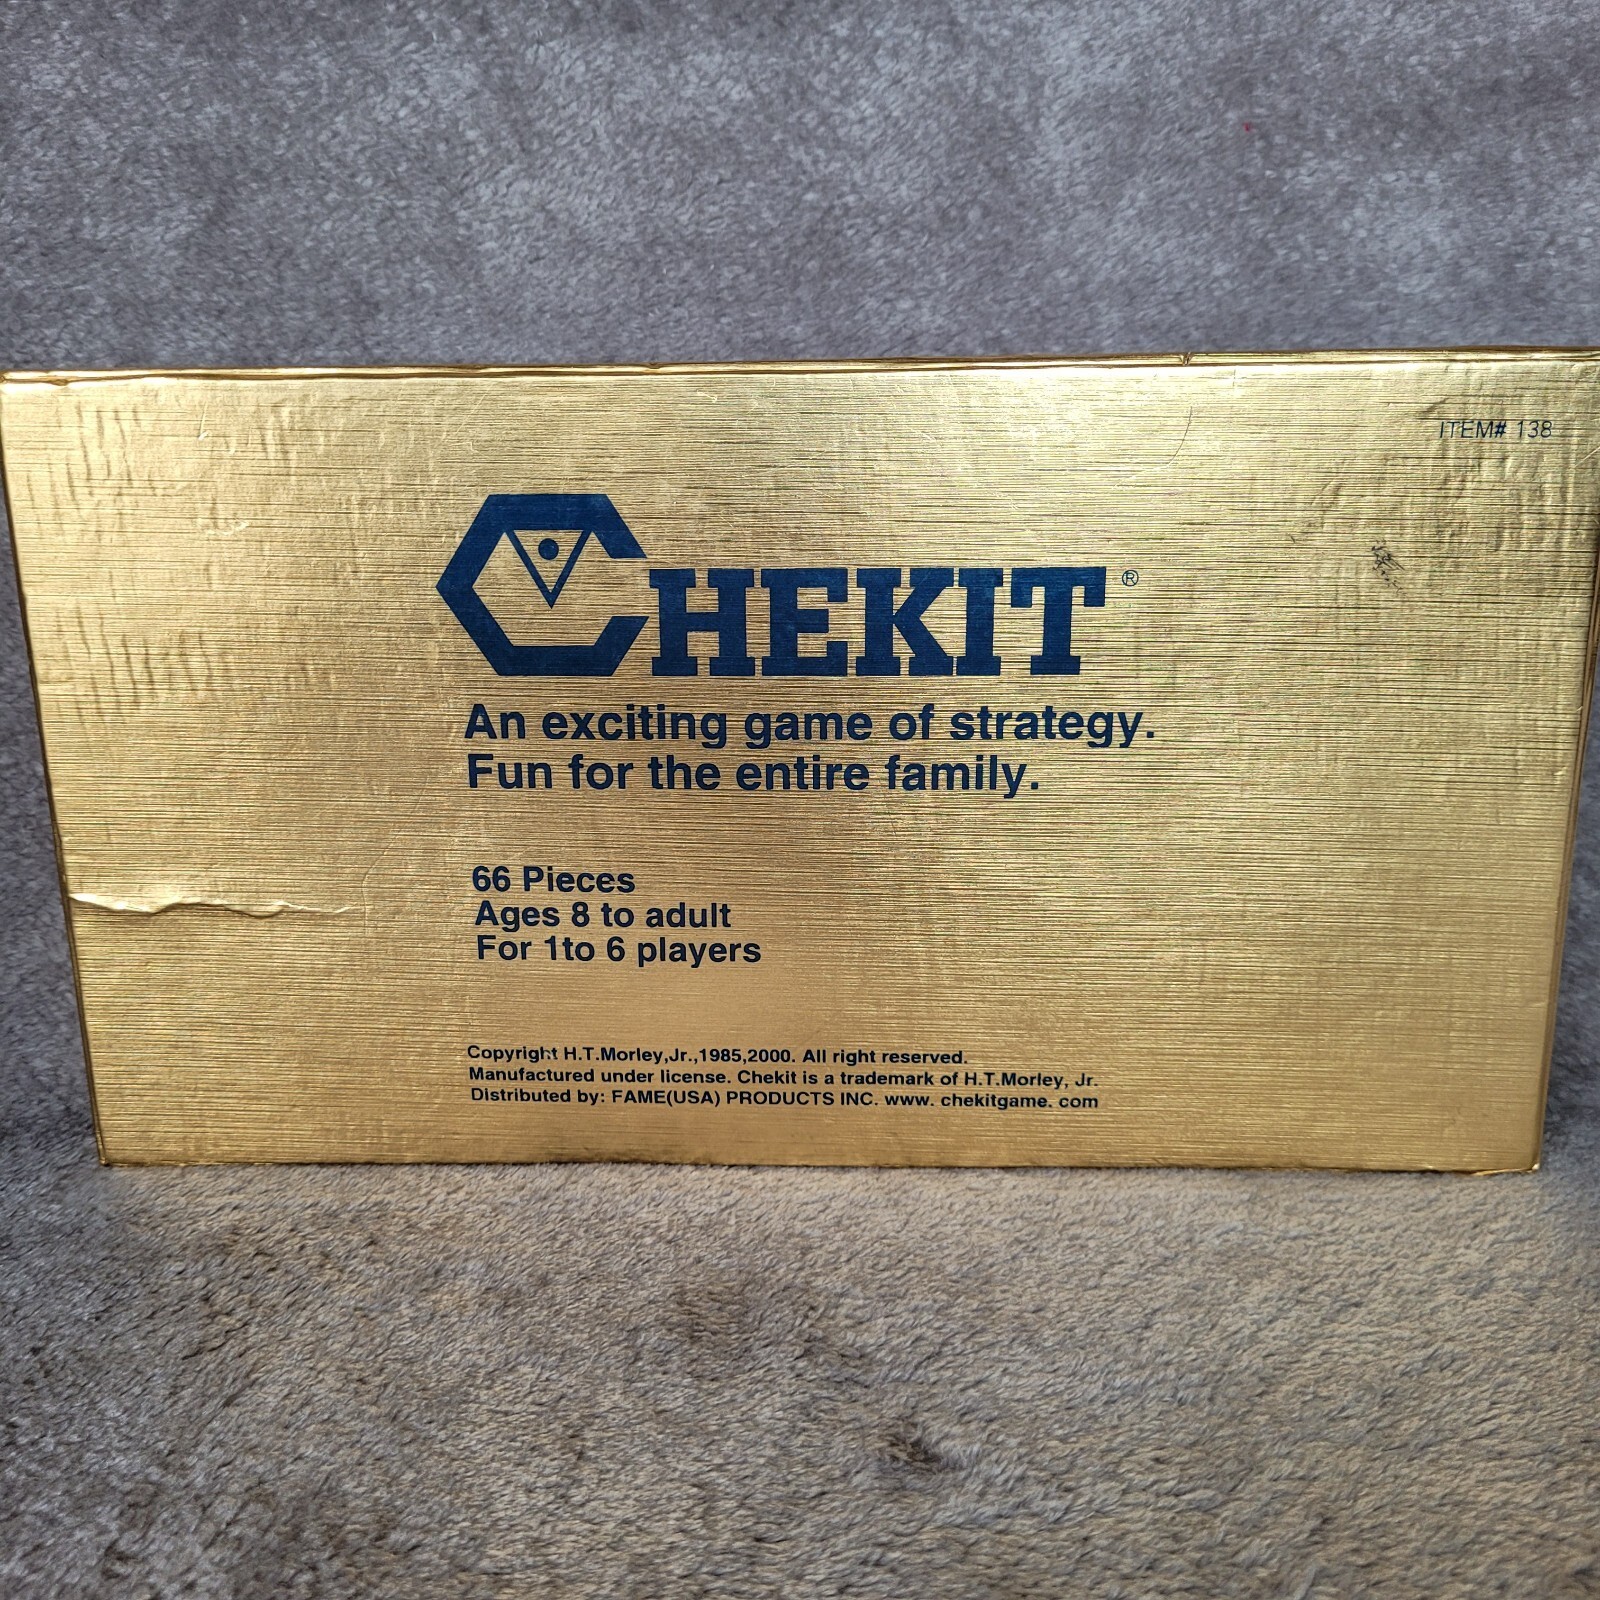 ITEM# 138
CHEKIT®
An exciting game of strategy.
Fun for the entire family.
66 Pieces
Ages 8 to adult
For 1to 6 players
Copyright H.T.Morley,Jr.,1985,2000. All right reserved.
Manufactured under license. Chekit is a trademark of H.T.Morley, Jr.
Distributed by: FAME(USA) PRODUCTS INC. www. chekitgame. com